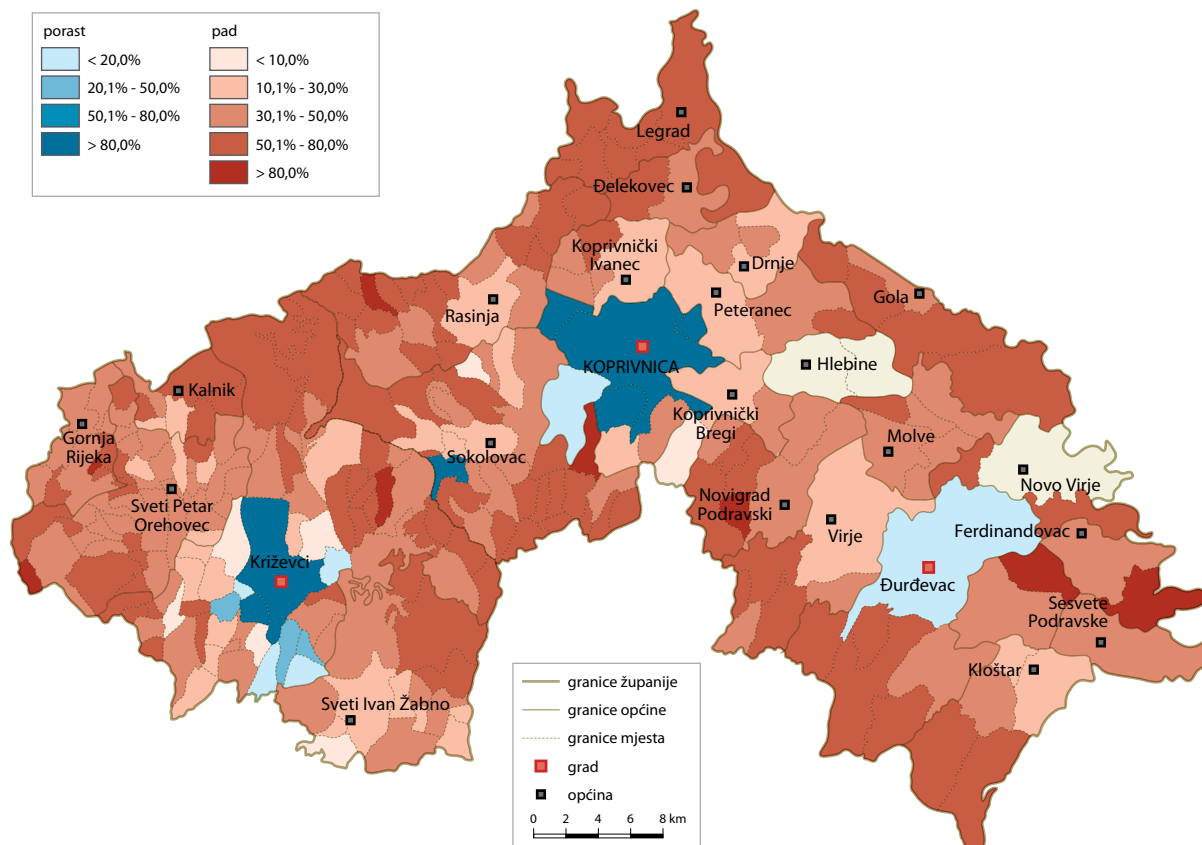 porast
< 20,0%
20,1% - 50,0%
50,1% - 80,0%
> 80,0%
pad
< 10,0%
10,1% - 30,0%
30,1% - 50,0%
50,1% - 80,0%
> 80,0%
Legrad
Đelekovec
Koprivnički
Ivanec
Drnje
Gola
Rasinja
Peteranec
KOPRIVNICA
Hlebine
Kalnik
Koprivnički
Bregi
Gornja
Rijeka
Sokolovac
Molve
Sveti Petar
Orehovec
Novigrad
Podravski
Novo Virje
Virje
Ferdinandovac
Križevci
Đurđevac
Sesvete
Podravske
Kloštar
Sveti Ivan Žabno
granice županije
granice općine
granice mjesta
grad
općina
0 2 4 6 8 km